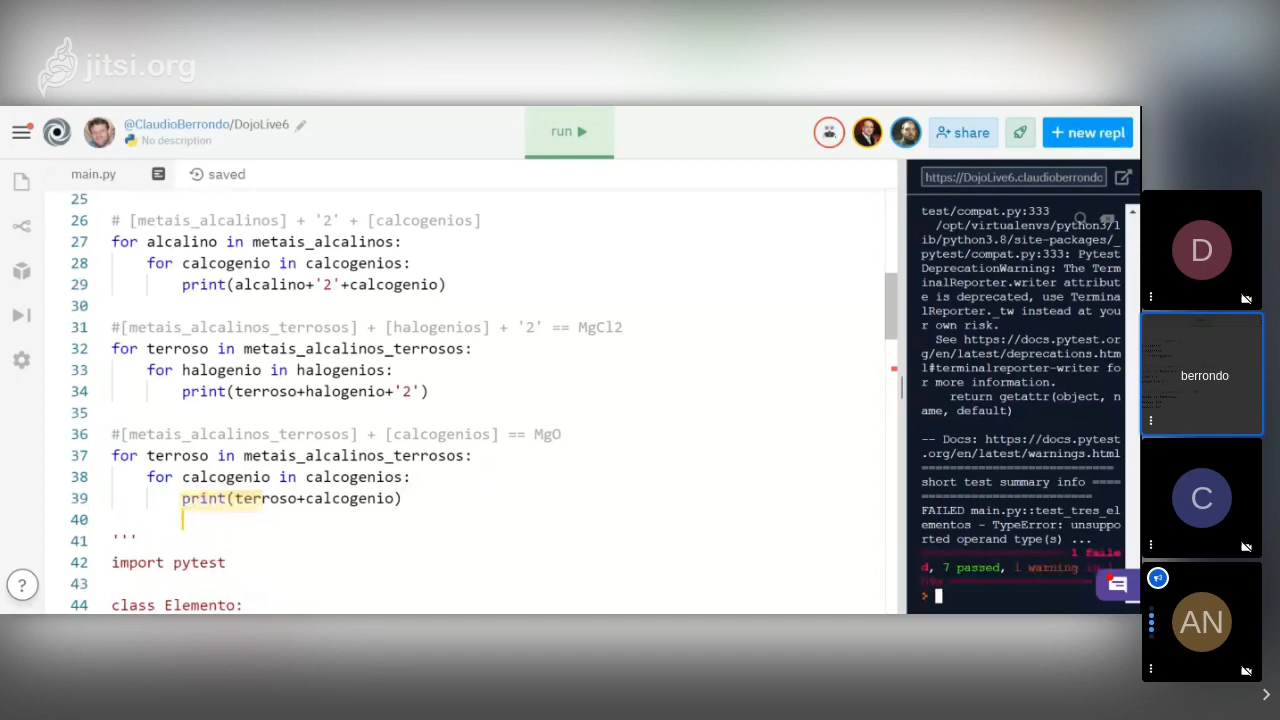 jitsi.org
@ClaudioBerrondo/DojoLive6
No description
run
share
+ new repl
main.py
saved
https://DojoLive6.claudioberrondo
25
26 # [metais_alcalinos] + '2' + [calcogenios]
27 for alcalino in metais_alcalinos:
28 for calcogenio in calcogenios:
29 print(alcalino+'2'+calcogenio)
30
31 #[metais_alcalinos_terrosos] + [halogenios] + '2' == MgCl2
32 for terroso in metais_alcalinos_terrosos:
33 for halogenio in halogenios:
34 print(terroso+halogenio+'2')
35
36 #[metais_alcalinos_terrosos] + [calcogenios] == MgO
37 for terroso in metais_alcalinos_terrosos:
38 for calcogenio in calcogenios:
39 print(terroso+calcogenio)
40
41 '''
42 import pytest
43
44 class Elemento:
?
test/compat.py:333
/opt/virtualenvs/python3/l
ib/python3.8/site-packages/_
pytest/compat.py:333: Pytest
DeprecationWarning: The Term
inalReporter.writer attribut
e is deprecated, use Termina
lReporter._tw instead at you
r own risk.
See https://docs.pytest.or
g/en/latest/deprecations.htm
l#terminalreporter-writer fo
r more information.
return getattr(object, n
ame, default)
-- Docs: https://docs.pytest
.org/en/latest/warnings.html
===========================
short test summary info ====
=========================
FAILED main.py::test_tres_el
ementos - TypeError: unsuppo
rted operand type(s) ...
1 faile
d, 7 passed, 1 warning in
D
berrondo
C
AN